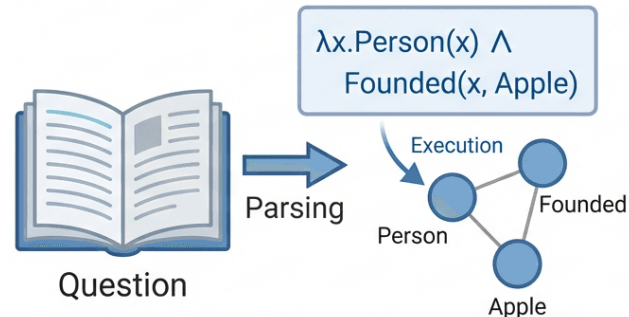 λx.Person(x) ∧
Founded(x, Apple)
Execution
Parsing
Founded
Person
Question
Apple